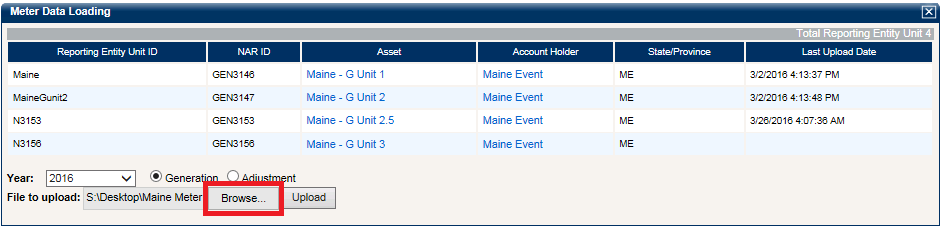 Meter Data Loading
Total Reporting Entity Unit 4
Reporting Entity Unit ID NAR ID Asset Account Holder State/Province Last Upload Date
Maine GEN3146 Maine - G Unit 1 Maine Event ME 3/2/2016 4:13:37 PM
MaineGunit2 GEN3147 Maine - G Unit 2 Maine Event ME 3/2/2016 4:13:48 PM
N3153 GEN3153 Maine - G Unit 2.5 Maine Event ME 3/26/2016 4:07:36 AM
N3156 GEN3156 Maine - G Unit 3 Maine Event ME
Year: 2016 Generation Adjustment
File to upload: S:\Desktop\Maine Meter Browse... Upload